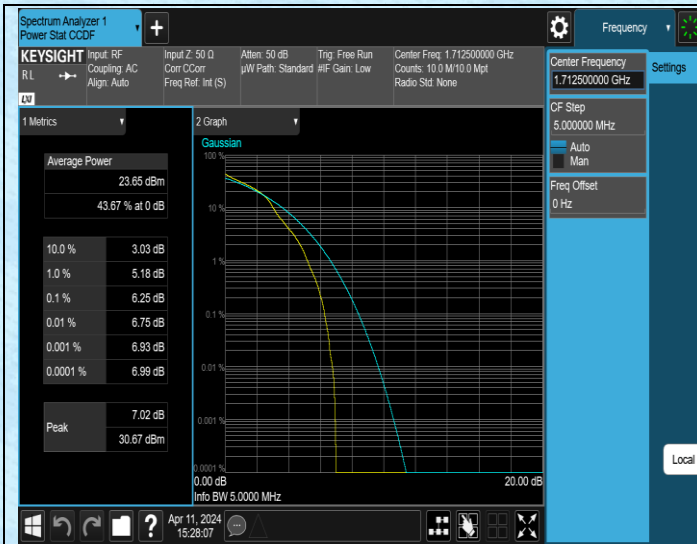 Spectrum Analyzer 1
Power Stat CCDF
+
Frequency
KEYSIGHT
RL
LXI
Input: RF
Coupling: AC
Align: Auto
Input Z: 50 Ω
Corr CCorr
Freq Ref: Int (S)
Atten: 50 dB
µW Path: Standard
Trig: Free Run
#IF Gain: Low
Center Freq: 1.712500000 GHz
Counts: 10.0 M/10.0 Mpt
Radio Std: None
Center Frequency
1.712500000 GHz
Settings
CF Step
5.000000 MHz
Auto
Man
Freq Offset
0 Hz
1 Metrics
Average Power
23.65 dBm
43.67 % at 0 dB
10.0 % 3.03 dB
1.0 % 5.18 dB
0.1 % 6.25 dB
0.01 % 6.75 dB
0.001 % 6.93 dB
0.0001 % 6.99 dB
Peak
7.02 dB
30.67 dBm
2 Graph
Gaussian
100 %
10 %
1 %
0.1 %
0.01 %
0.001 %
0.0001 %
0.00 dB 20.00 dB
Info BW 5.0000 MHz
Local
?
Apr 11, 2024
15:28:07